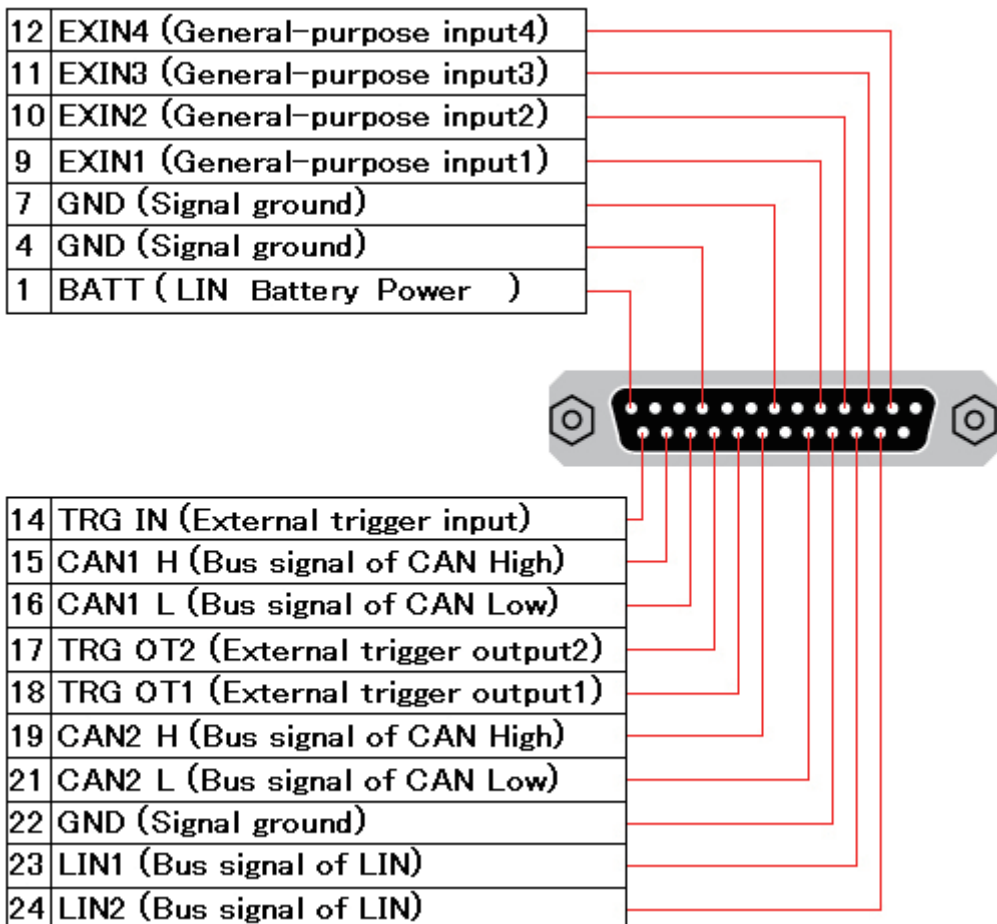 12 EXIN4 (General-purpose input4)
11 EXIN3 (General-purpose input3)
10 EXIN2 (General-purpose input2)
9 EXIN1 (General-purpose input1)
7 GND (Signal ground)
4 GND (Signal ground)
1 BATT ( LIN Battery Power )
14 TRG IN (External trigger input)
15 CAN1 H (Bus signal of CAN High)
16 CAN1 L (Bus signal of CAN Low)
17 TRG OT2 (External trigger output2)
18 TRG OT1 (External trigger output1)
19 CAN2 H (Bus signal of CAN High)
21 CAN2 L (Bus signal of CAN Low)
22 GND (Signal ground)
23 LIN1 (Bus signal of LIN)
24 LIN2 (Bus signal of LIN)